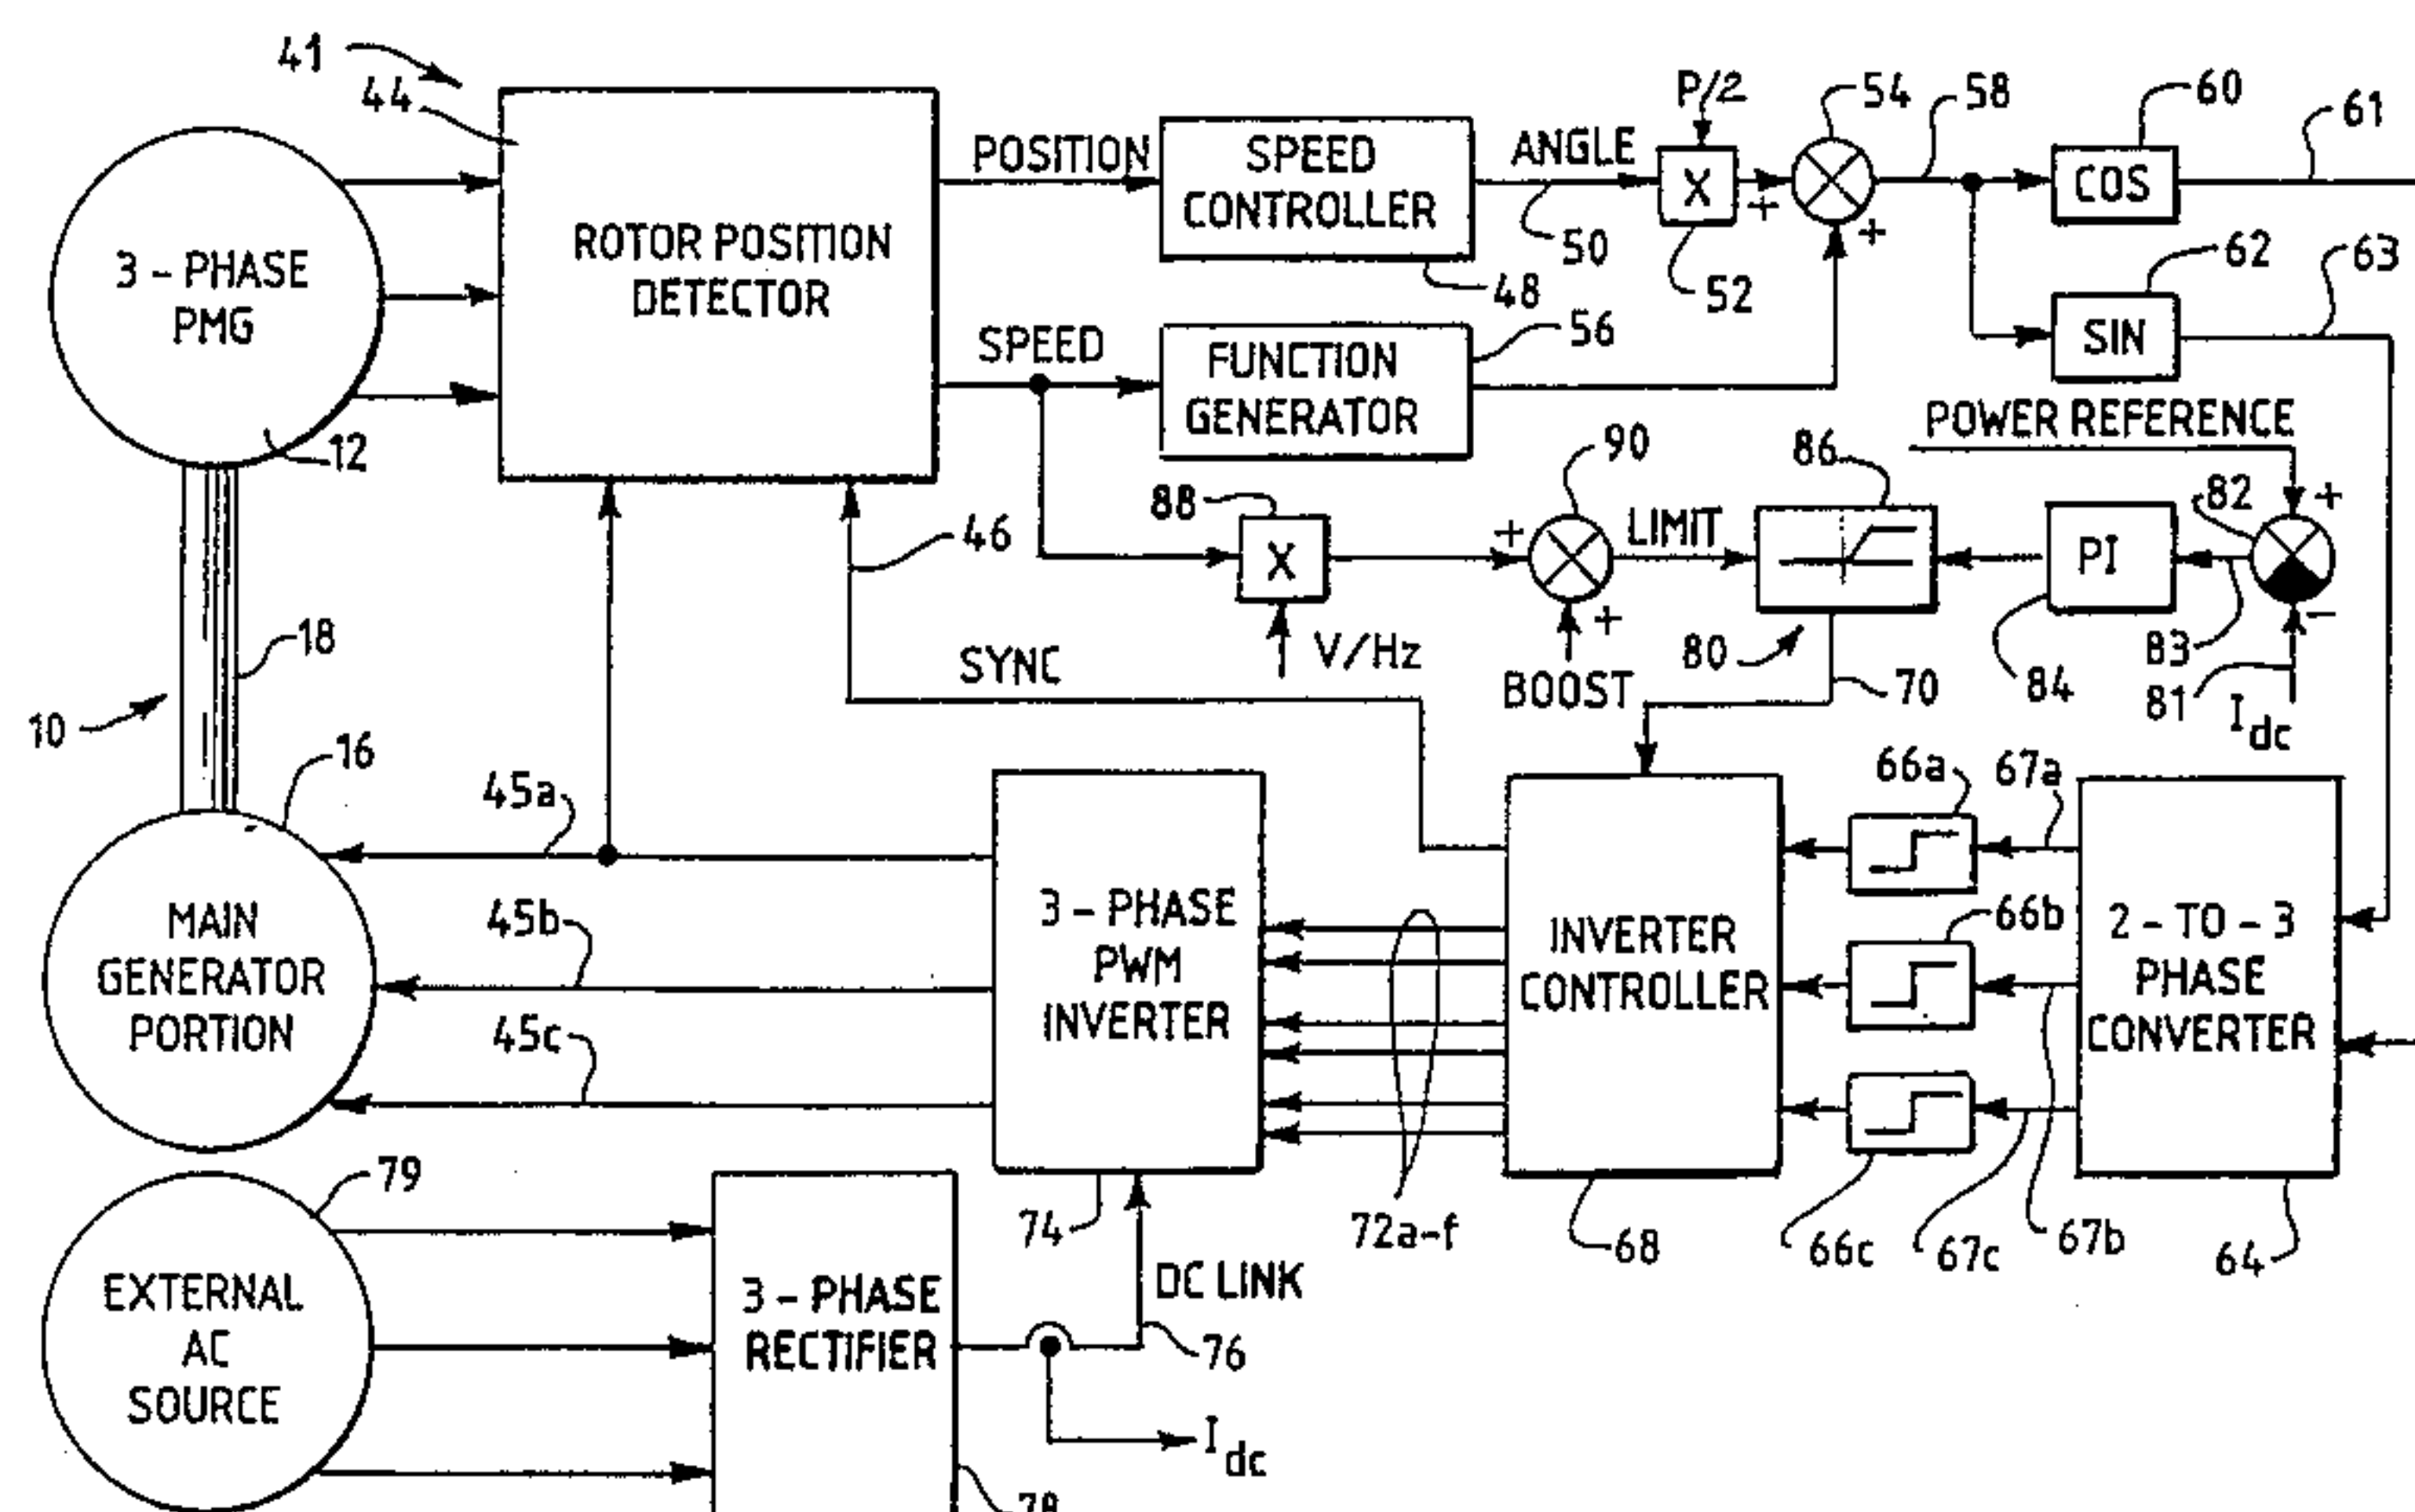 41
44
3 - PHASE
PMG
12
ROTOR POSITION
DETECTOR
POSITION
SPEED
CONTROLLER
48
ANGLE
50
P/2
X
52
+
54
+
58
COS
60
61
SIN
62
63
SPEED
FUNCTION
GENERATOR
56
POWER REFERENCE
88
X
V/Hz
90
+
+
BOOST
LIMIT
86
80
70
PI
84
82
+
-
83
81
Idc
46
SYNC
18
10
16
MAIN
GENERATOR
PORTION
45a
45b
45c
3 - PHASE
PWM
INVERTER
74
72a-f
INVERTER
CONTROLLER
68
66a
66b
66c
67a
67b
67c
2 - TO - 3
PHASE
CONVERTER
64
79
EXTERNAL
AC
SOURCE
3 - PHASE
RECTIFIER
78
DC LINK
76
Idc